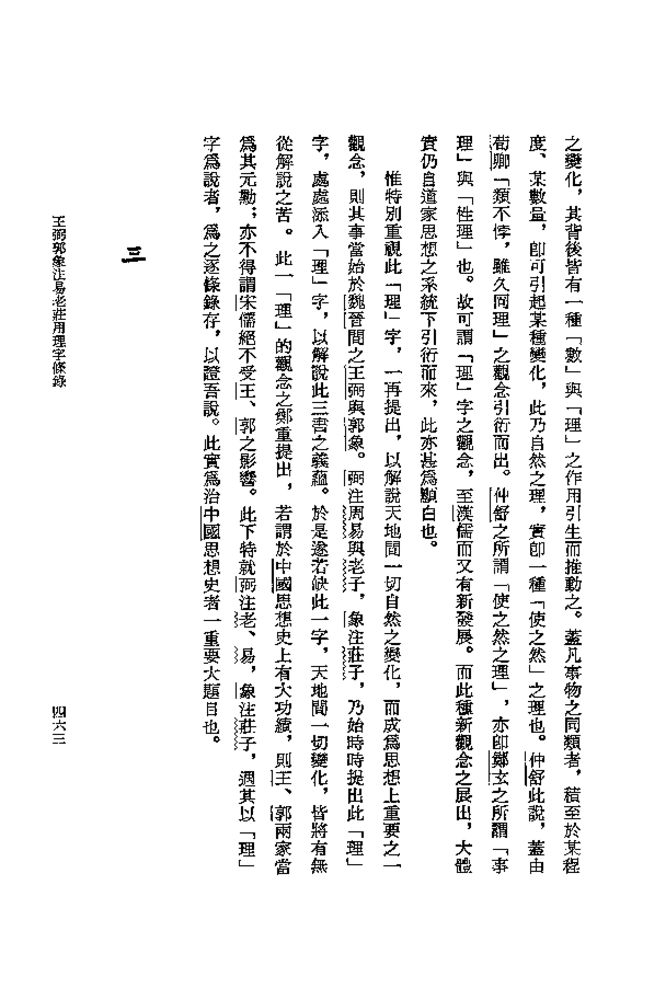 之變化，其背後皆有一種「數」與「理」之作用引生而推動之。蓋凡事物之同類者，積至於某程
度、某數量，卽可引起某種變化，此乃自然之理，實卽一種「使之然」之理也。仲舒此說，蓋由
荀卿「類不悖，雖久同理」之觀念引衍而出。仲舒之所謂「使之然之理」，亦卽鄭玄之所謂「事
理」與「性理」也。故可謂「理」字之觀念，至漢儒而又有新發展。而此種新觀念之展出，大體
實仍自道家思想之系統下引衍而來，此亦甚爲顯白也。
惟特別重視此「理」字，一再提出，以解說天地間一切自然之變化，而成爲思想上重要之一
觀念，則其事當始於魏晉間之王弼與郭象。弼注周易與老子，象注莊子，乃始時時提出此「理」
字，處處添入「理」字，以解說此三書之義蘊。於是遂若缺此一字，天地間一切變化，皆將有無
從解說之苦。此一「理」的觀念之鄭重提出，若謂於中國思想史上有大功績，則王、郭兩家當
爲其元勳；亦不得謂宋儒絕不受王、郭之影響。此下特就弼注老、易，象注莊子，遇其以「理」
字爲說者，爲之逐條錄存，以證吾說。此實爲治中國思想史者一重要大題目也。
三
王弼郭象注易老莊用理字條錄
四六三